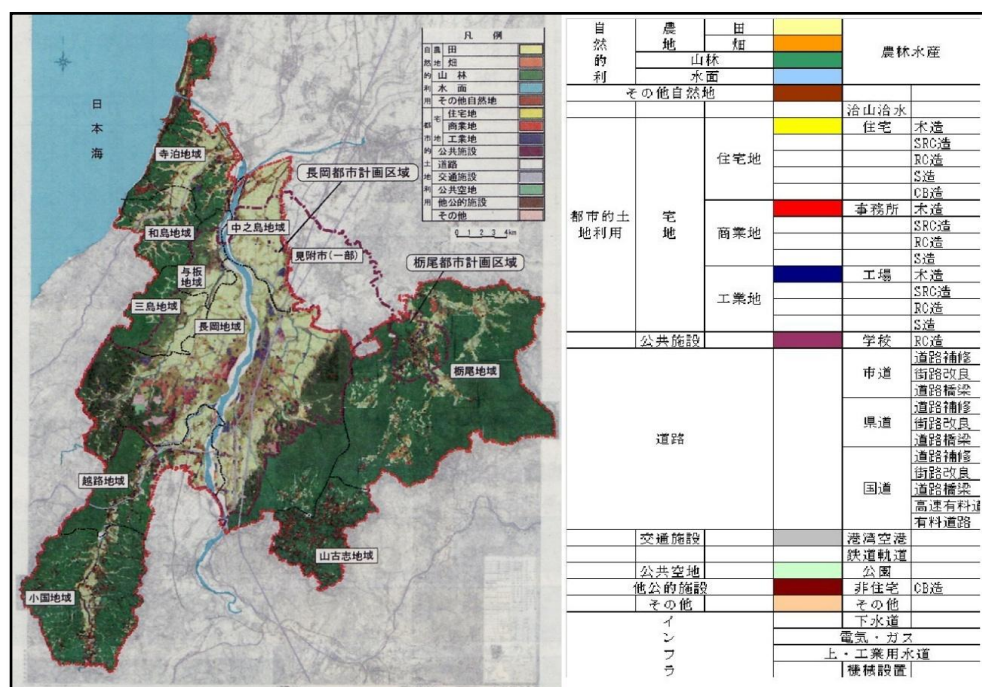 凡 例
自 農 田
然 地 畑
的 山 林
利 水 面
用 その他自然地
宅 住宅地
都 商業地
市 地 工業地
的 公共施設
土 道路
地 交通施設
利 公共空地
用 他公的施設
その他
0 1 2 3 4km
日本海
寺泊地域
長岡都市計画区域
中之島地域
和島地域
見附市(一部)
与板地域
栃尾都市計画区域
三島地域
長岡地域
栃尾地域
越路地域
山古志地域
小国地域
自然的利 農地 田 農林水産
畑
山林
水面
その他自然地
治山治水
都市的土地利用 宅地 住宅地 住宅 木造
SRC造
RC造
S造
CB造
商業地 事務所 木造
SRC造
RC造
S造
工業地 工場 木造
SRC造
RC造
S造
公共施設 学校 RC造
道路 市道 道路補修
街路改良
道路橋梁
県道 道路補修
街路改良
道路橋梁
国道 道路補修
街路改良
道路橋梁
高速有料道
有料道路
交通施設 港湾空港
鉄道軌道
公共空地 公園
他公的施設 非住宅 CB造
その他 その他
インフラ 下水道
電気・ガス
上・工業用水道
機械設置